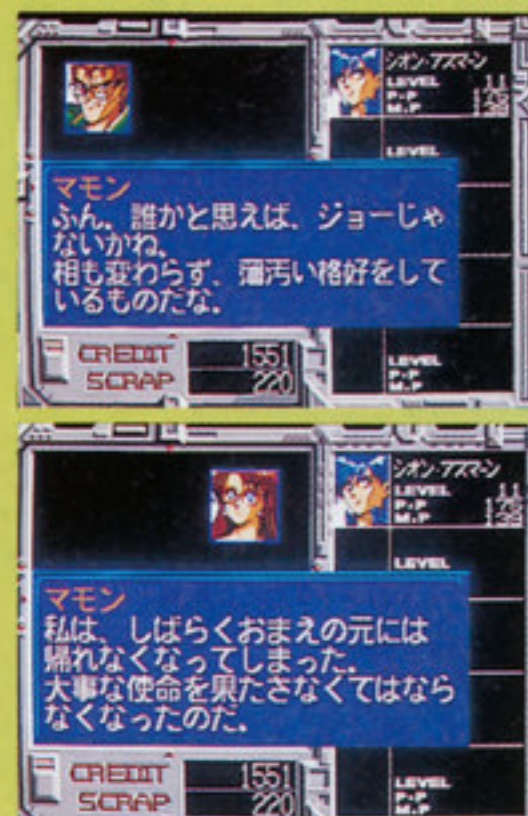 マモン
ふん。誰かと思えば、ジョーじゃ
ないかね。
相も変わらず、薄汚い格好をして
いるものだな。
CREDIT 1551
SCRAP 220
シオン・アスマーン
LEVEL 11
P・P
M.P
LEVEL
LEVEL
P・P
M.P
マモン
私は、しばらくおまえの元には
帰れなくなってしまった。
大事な使命を果たさなくてはなら
なくなったのだ。
CREDIT 1551
SCRAP 220
シオン・アスマーン
LEVEL 11
P・P
M.P
LEVEL
LEVEL
P・P
M.P